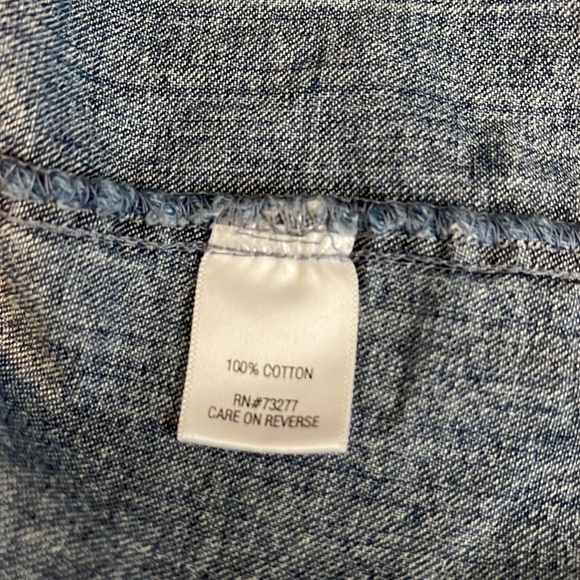 100% COTTON
RN#73277
CARE ON REVERSE